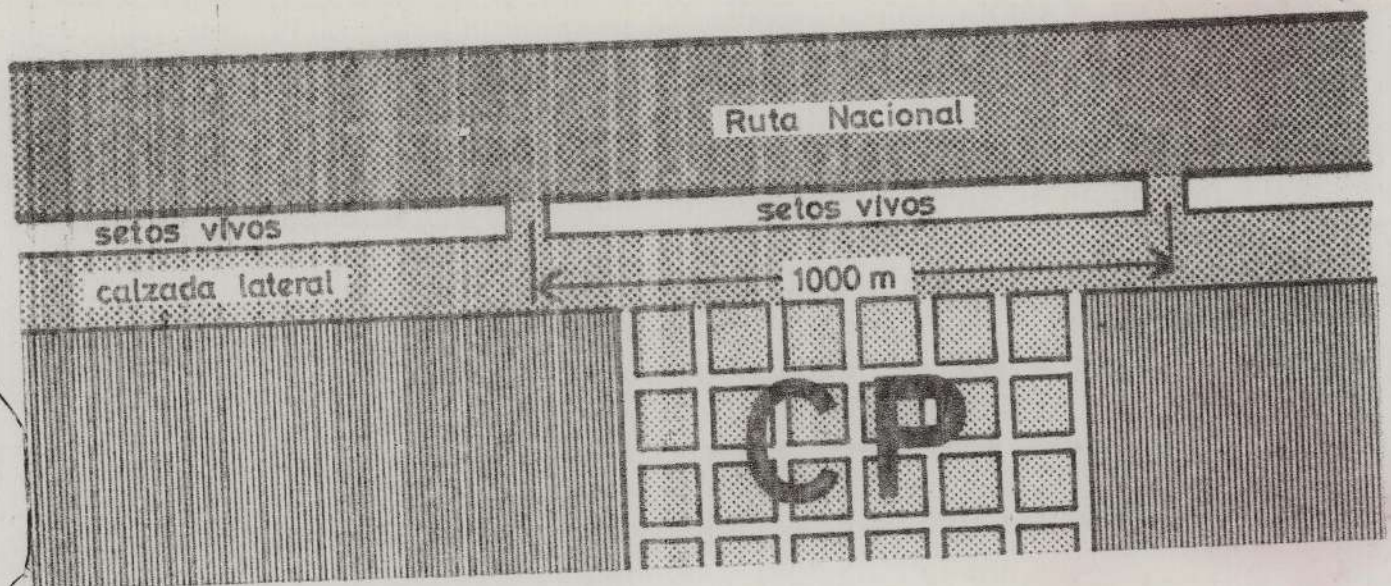 Ruta Nacional
setos vivos
setos vivos
calzada lateral
1000 m
CP